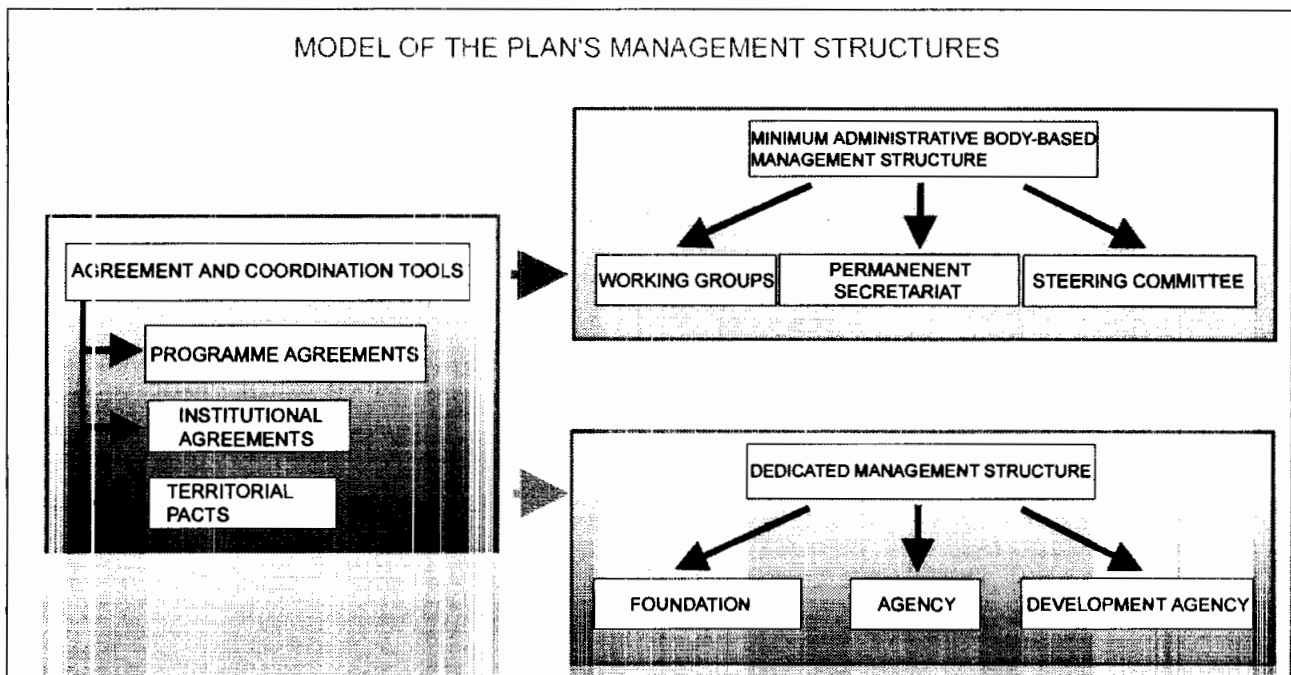 MODEL OF THE PLAN'S MANAGEMENT STRUCTURES
AGREEMENT AND COORDINATION TOOLS
PROGRAMME AGREEMENTS
INSTITUTIONAL
AGREEMENTS
TERRITORIAL
PACTS
MINIMUM ADMINISTRATIVE BODY-BASED
MANAGEMENT STRUCTURE
WORKING GROUPS
PERMANENENT
SECRETARIAT
STEERING COMMITTEE
DEDICATED MANAGEMENT STRUCTURE
FOUNDATION
AGENCY
DEVELOPMENT AGENCY